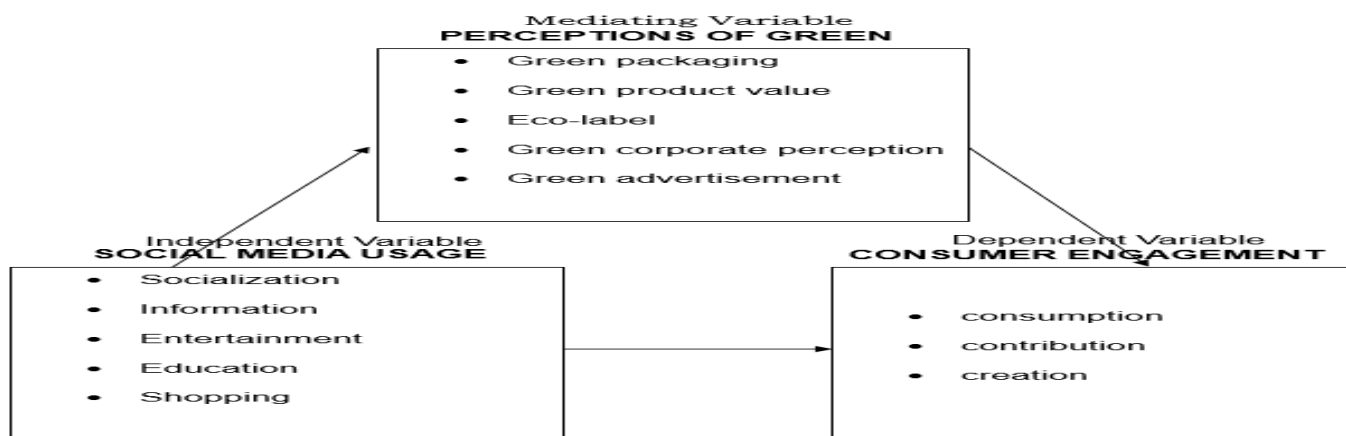 Mediating Variable
PERCEPTIONS OF GREEN
• Green packaging
• Green product value
• Eco-label
• Green corporate perception
• Green advertisement
Independent Variable
SOCIAL MEDIA USAGE
• Socialization
• Information
• Entertainment
• Education
• Shopping
Dependent Variable
CONSUMER ENGAGEMENT
• consumption
• contribution
• creation